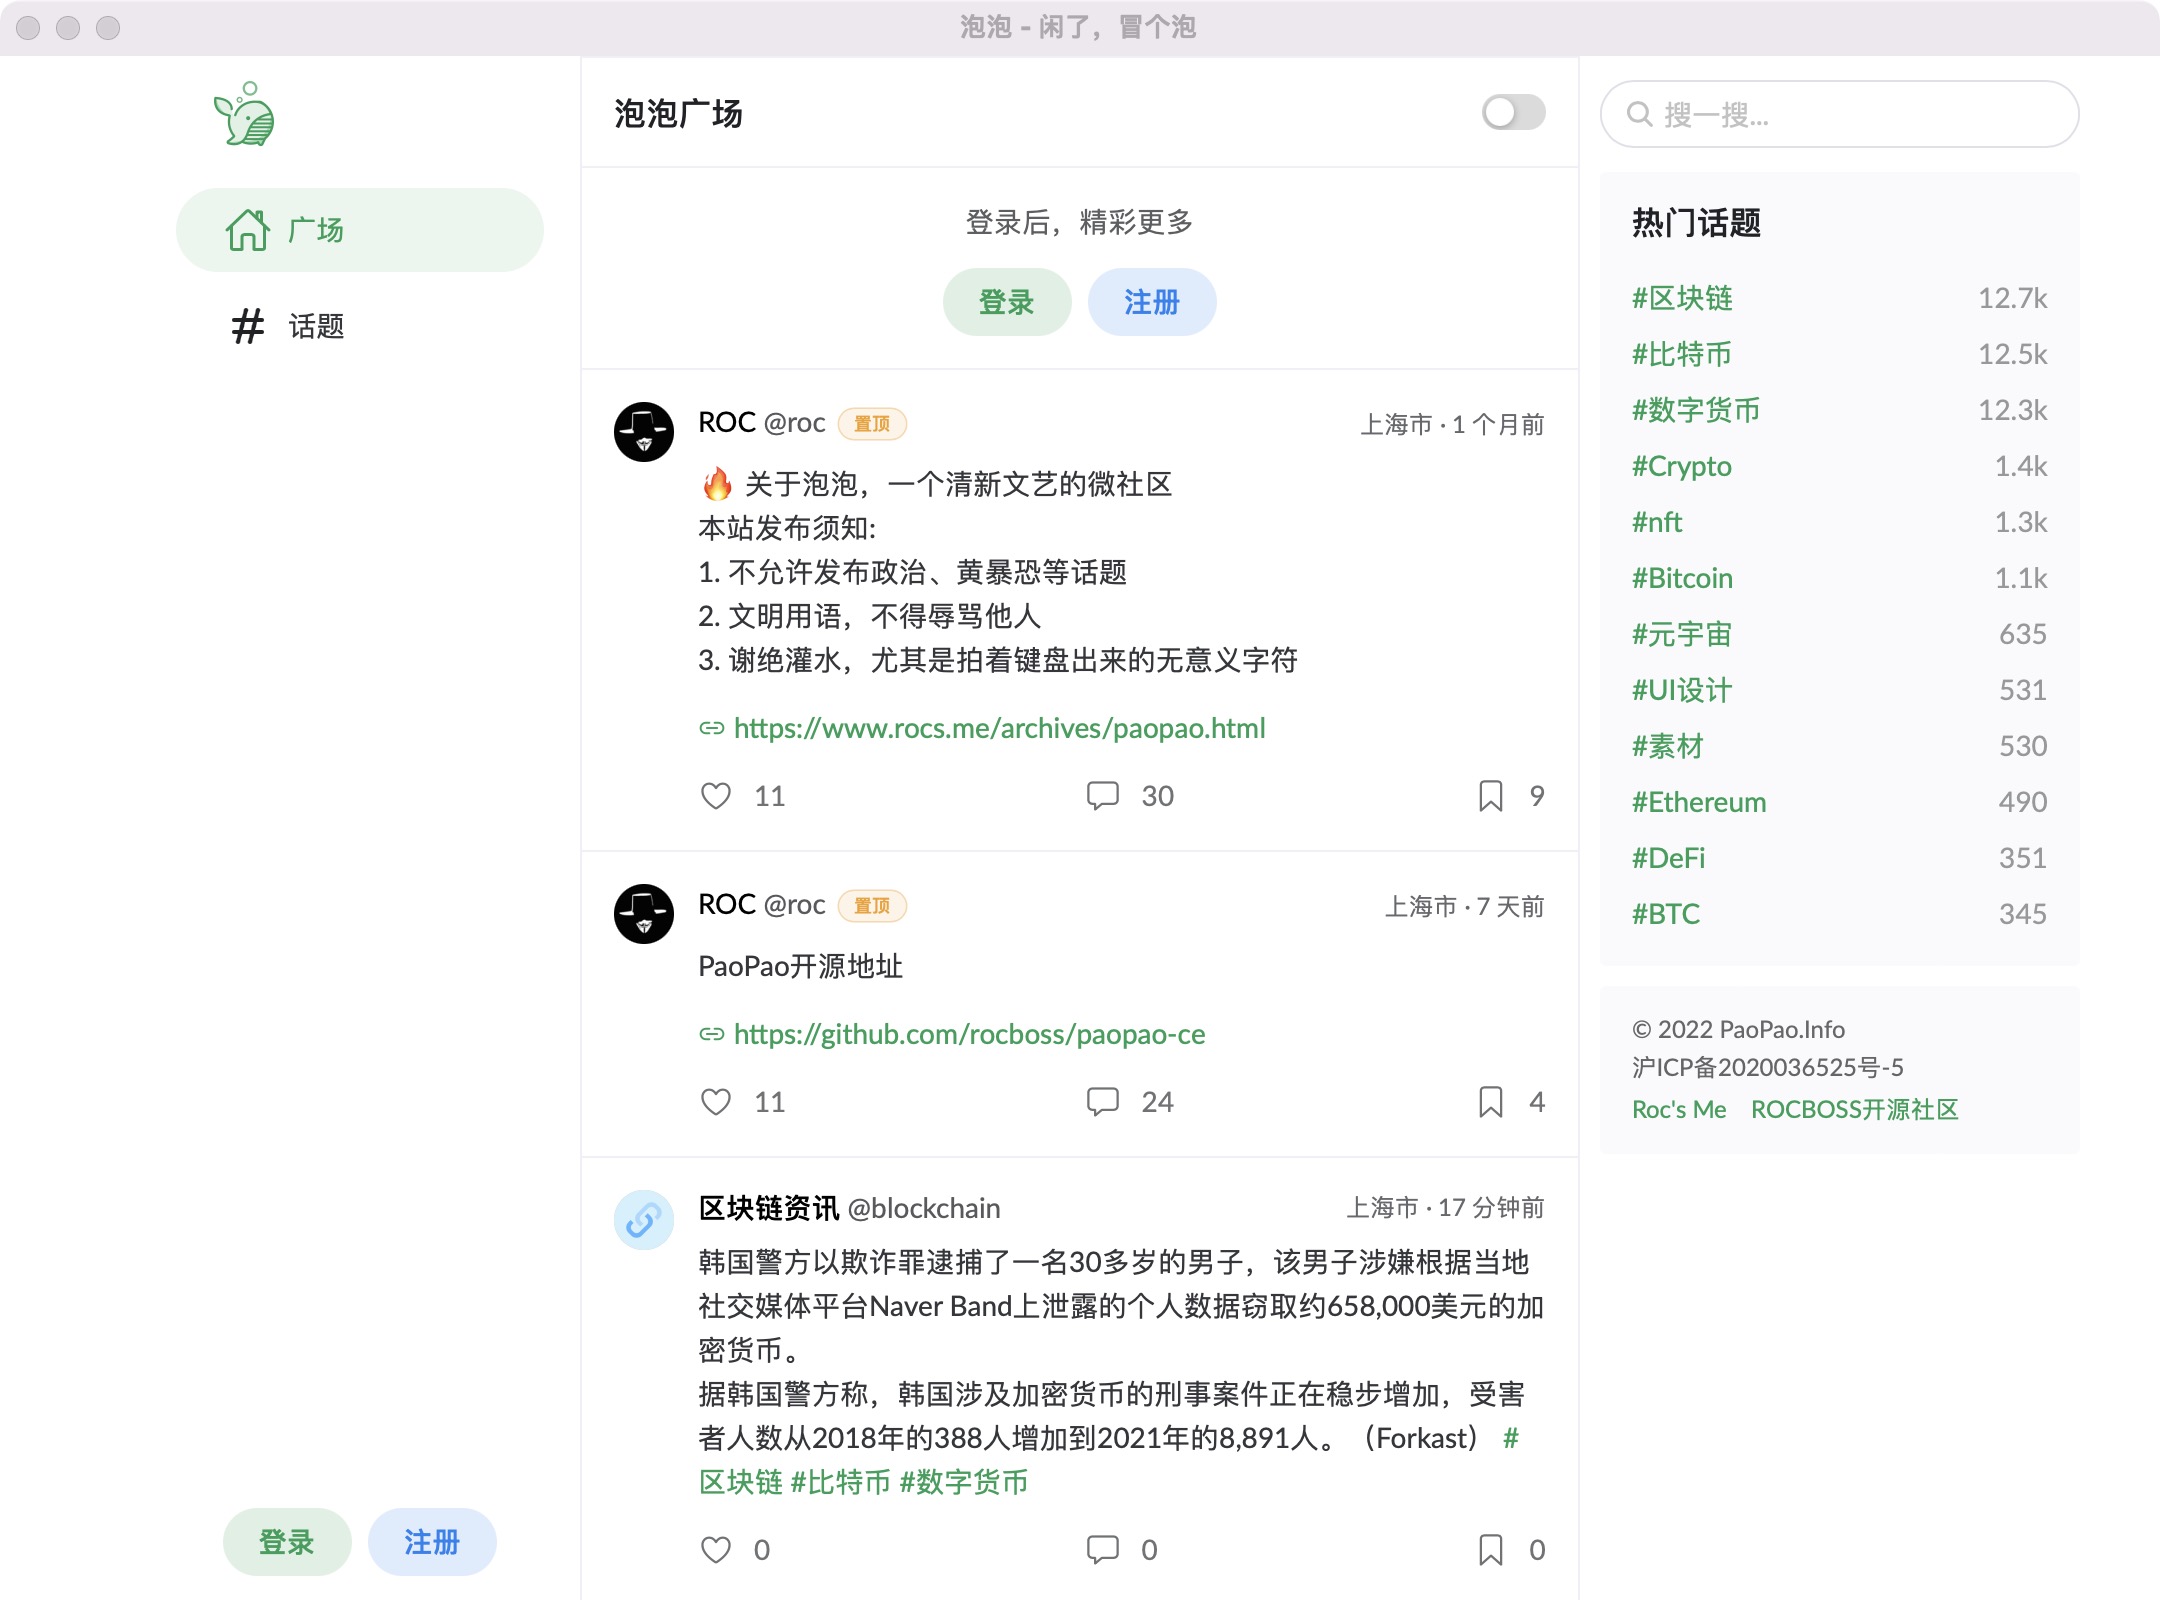 泡泡 - 闲了，冒个泡
广场
话题
登录
注册
泡泡广场
登录后，精彩更多
登录
注册
ROC @roc 置顶 上海市 · 1 个月前
🔥 关于泡泡，一个清新文艺的微社区
本站发布须知:
1. 不允许发布政治、黄暴恐等话题
2. 文明用语，不得辱骂他人
3. 谢绝灌水，尤其是拍着键盘出来的无意义字符
https://www.rocs.me/archives/paopao.html
11 30 9
ROC @roc 置顶 上海市 · 7 天前
PaoPao开源地址
https://github.com/rocboss/paopao-ce
11 24 4
区块链资讯 @blockchain 上海市 · 17 分钟前
韩国警方以欺诈罪逮捕了一名30多岁的男子，该男子涉嫌根据当地
社交媒体平台Naver Band上泄露的个人数据窃取约658,000美元的加
密货币。
据韩国警方称，韩国涉及加密货币的刑事案件正在稳步增加，受害
者人数从2018年的388人增加到2021年的8,891人。（Forkast） #
区块链 #比特币 #数字货币
0 0 0
搜一搜...
热门话题
#区块链 12.7k
#比特币 12.5k
#数字货币 12.3k
#Crypto 1.4k
#nft 1.3k
#Bitcoin 1.1k
#元宇宙 635
#UI设计 531
#素材 530
#Ethereum 490
#DeFi 351
#BTC 345
© 2022 PaoPao.Info
沪ICP备2020036525号-5
Roc's Me ROCBOSS开源社区